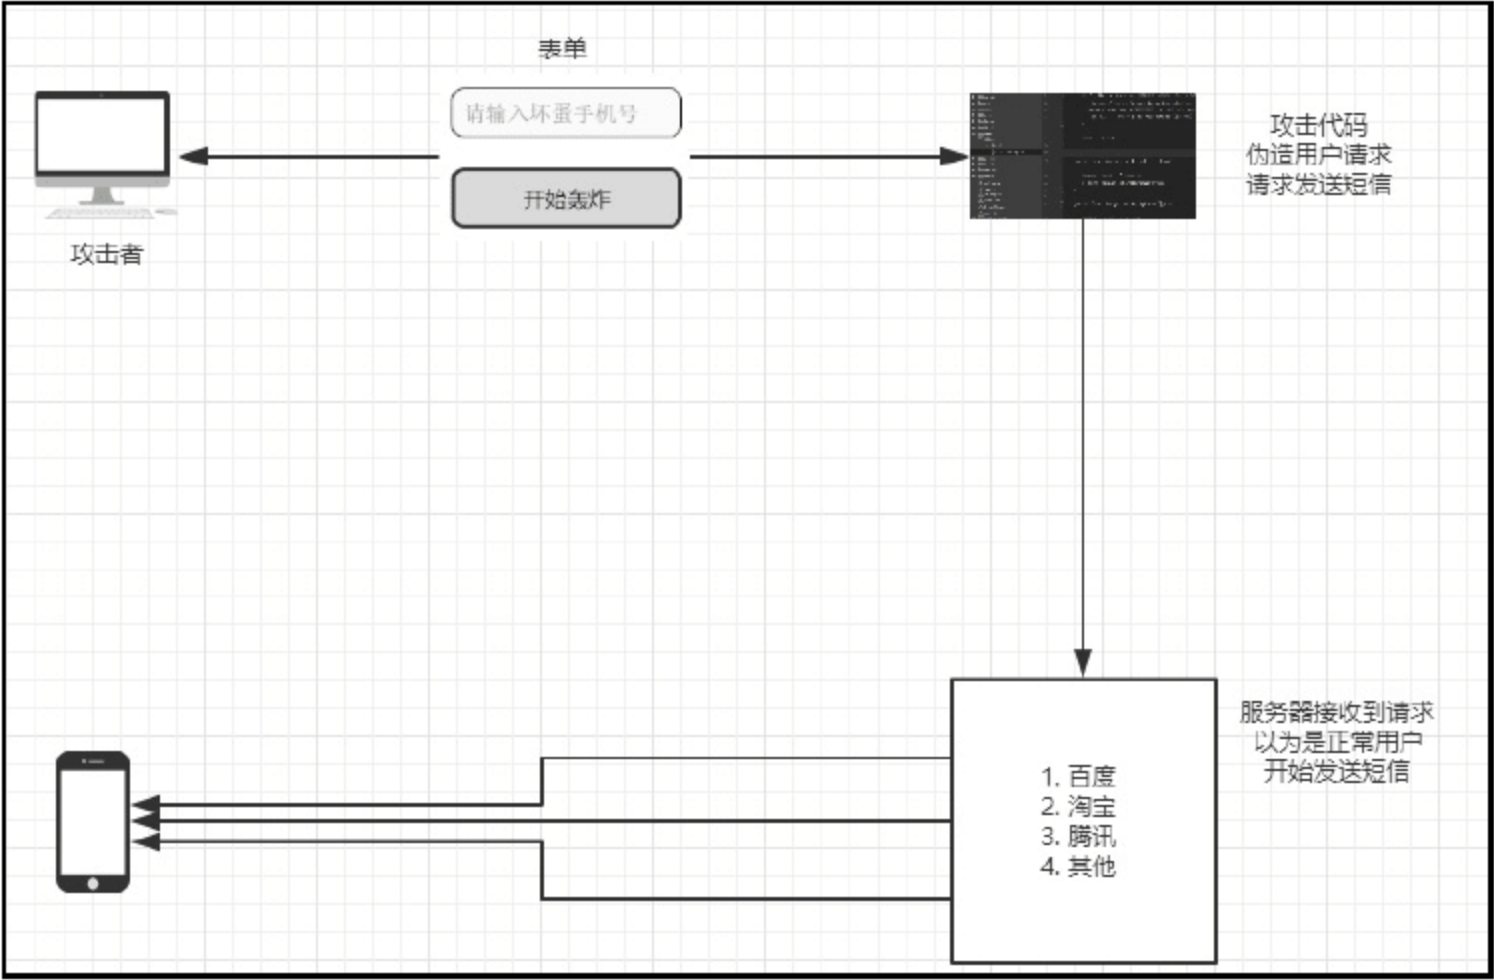 表单
请输入坏蛋手机号
开始轰炸
攻击者
攻击代码
伪造用户请求
请求发送短信
服务器接收到请求
以为是正常用户
开始发送短信
1. 百度
2. 淘宝
3. 腾讯
4. 其他